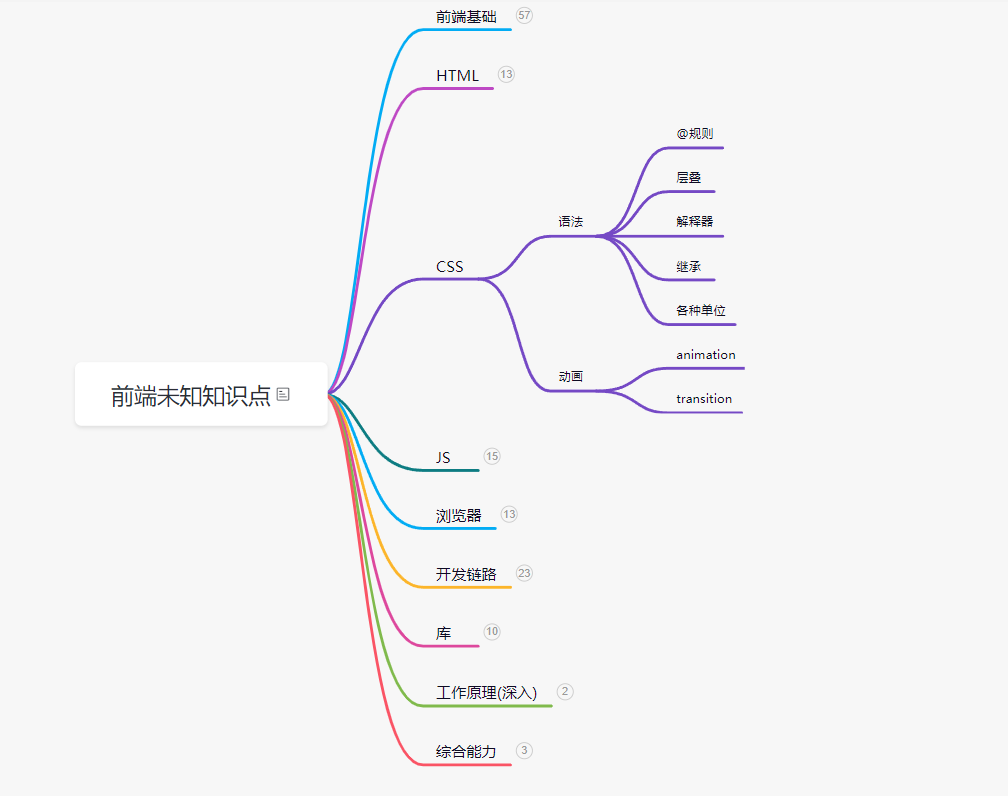 前端未知知识点
前端基础 57
HTML 13
CSS
语法
@规则
层叠
解释器
继承
各种单位
动画
animation
transition
JS 15
浏览器 13
开发链路 23
库 10
工作原理(深入) 2
综合能力 3